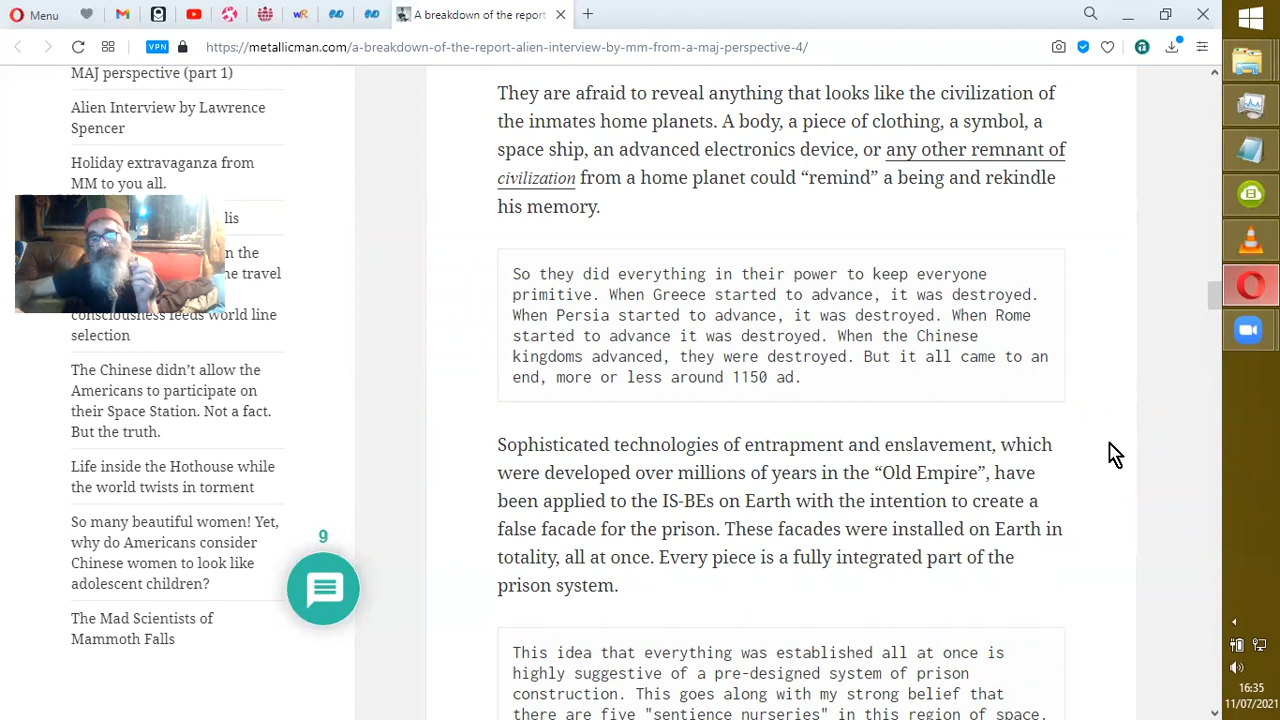 Menu
A breakdown of the report
VPN
https://metallicman.com/a-breakdown-of-the-report-alien-interview-by-mm-from-a-maj-perspective-4/
MAJ perspective (part 1)
Alien Interview by Lawrence
Spencer
Holiday extravaganza from
MM to you all.
lis
n the
ne travel
consciousness feeds world line
selection
The Chinese didn’t allow the
Americans to participate on
their Space Station. Not a fact.
But the truth.
Life inside the Hothouse while
the world twists in torment
So many beautiful women! Yet,
why do Americans consider
Chinese women to look like
adolescent children?
The Mad Scientists of
Mammoth Falls
9
They are afraid to reveal anything that looks like the civilization of
the innates home planets. A body, a piece of clothing, a symbol, a
space ship, an advanced electronics device, or any other remnant of
civilization from a home planet could “remind” a being and rekindle
his memory.
So they did everything in their power to keep everyone
primitive. When Greece started to advance, it was destroyed.
When Persia started to advance, it was destroyed. When Rome
started to advance it was destroyed. When the Chinese
kingdoms advanced, they were destroyed. But it all came to an
end, more or less around 1150 ad.
Sophisticated technologies of entrapment and enslavement, which
were developed over millions of years in the “Old Empire”, have
been applied to the IS-BEs on Earth with the intention to create a
false facade for the prison. These facades were installed on Earth in
totality, all at once. Every piece is a fully integrated part of the
prison system.
This idea that everything was established all at once is
highly suggestive of a pre-designed system of prison
construction. This goes along with my strong belief that
there are five "sentience nurseries" in this region of space.
16:35
11/07/2021